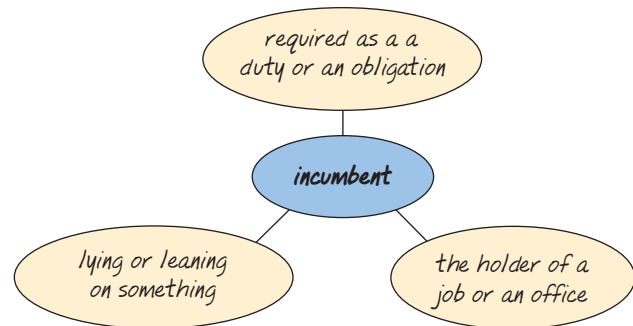 required as a a
duty or an obligation
incumbent
lying or leaning
on something
the holder of a
job or an office